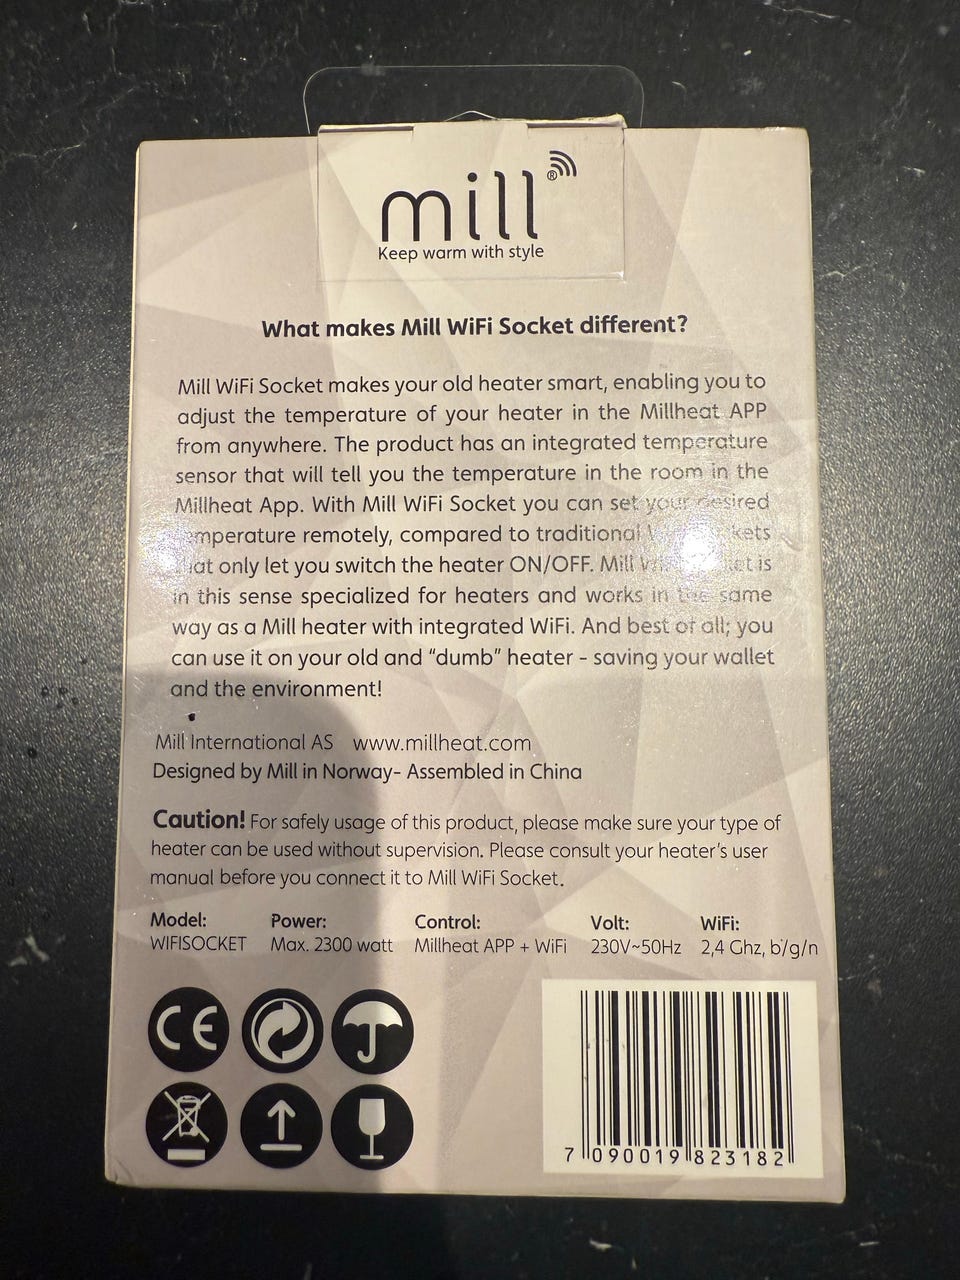 mill®
Keep warm with style
What makes Mill WiFi Socket different?
Mill WiFi Socket makes your old heater smart, enabling you to
adjust the temperature of your heater in the Millheat APP
from anywhere. The product has an integrated temperature
sensor that will tell you the temperature in the room in the
Millheat App. With Mill WiFi Socket you can set your desired
temperature remotely, compared to traditional
that only let you switch the heater ON/OFF. Mill is
in this sense specialized for heaters and works in the same
way as a Mill heater with integrated WiFi. And best of all; you
can use it on your old and “dumb” heater - saving your wallet
and the environment!
Mill International AS www.millheat.com
Designed by Mill in Norway- Assembled in China
Caution! For safely usage of this product, please make sure your type of
heater can be used without supervision. Please consult your heater's user
manual before you connect it to Mill WiFi Socket.
Model: Power: Control: Volt: WiFi:
WIFISOCKET Max. 2300 watt Millheat APP + WiFi 230V~50Hz 2,4 Ghz, b/g/n
CE
7 090019 823182